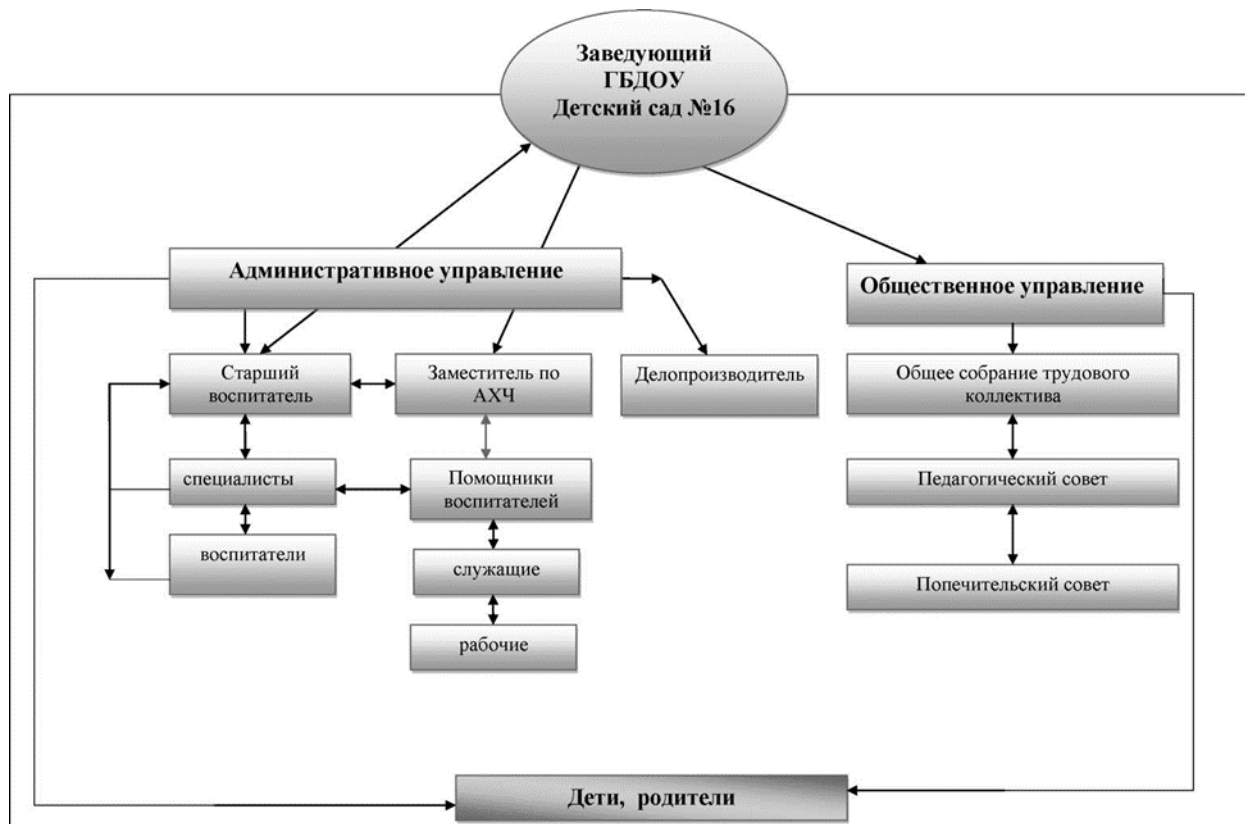 Заведующий
ГБДОУ
Детский сад №16
Административное управление
Общественное управление
Старший
воспитатель
Заместитель по
АХЧ
Делопроизводитель
Общее собрание трудового
коллектива
специалисты
Помощники
воспитателей
Педагогический совет
воспитатели
служащие
Попечительский совет
рабочие
Дети, родители